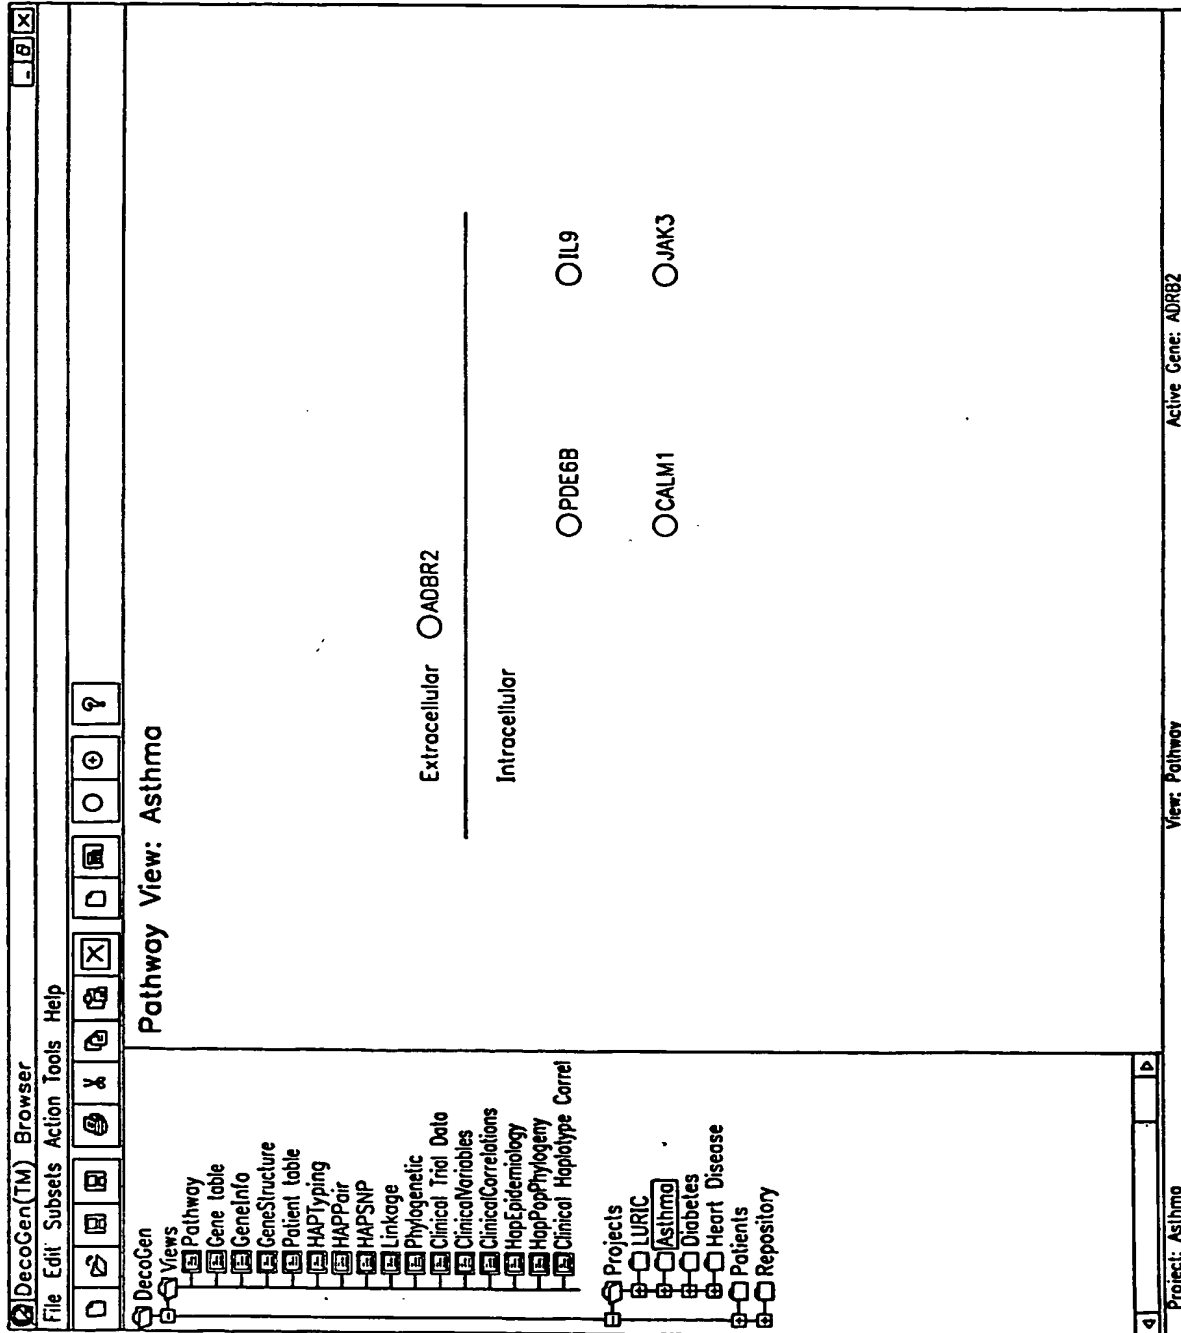 DecoGen(TM) Browser
File Edit Subsets Action Tools Help
DecoGen
Views
Pathway
Gene table
GeneInfo
GeneStructure
Patient table
HAPTyping
HAPPair
HAPSNP
Linkage
Phylogenetic
Clinical Trial Data
ClinicalVariables
ClinicalCorrelations
HapEpidemiology
HapPopPhylogeny
Clinical Haplotype Correl
Projects
LURIC
Asthma
Diabetes
Heart Disease
Patients
Repository
Pathway View: Asthma
Extracellular ADBR2
Intracellular
PDE6B IL9
CALM1 JAK3
Project: Asthma View: Pathway Active Gene: ADRB2